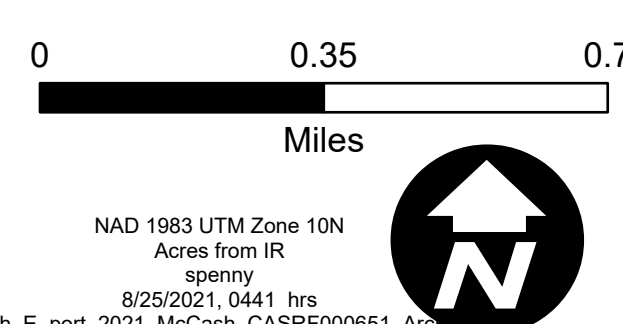 0 0.35 0.7
Miles
NAD 1983 UTM Zone 10N
Acres from IR
spenny
8/25/2021, 0441 hrs
N
h_E_port_2021_McCash_CASRF000651_Arc